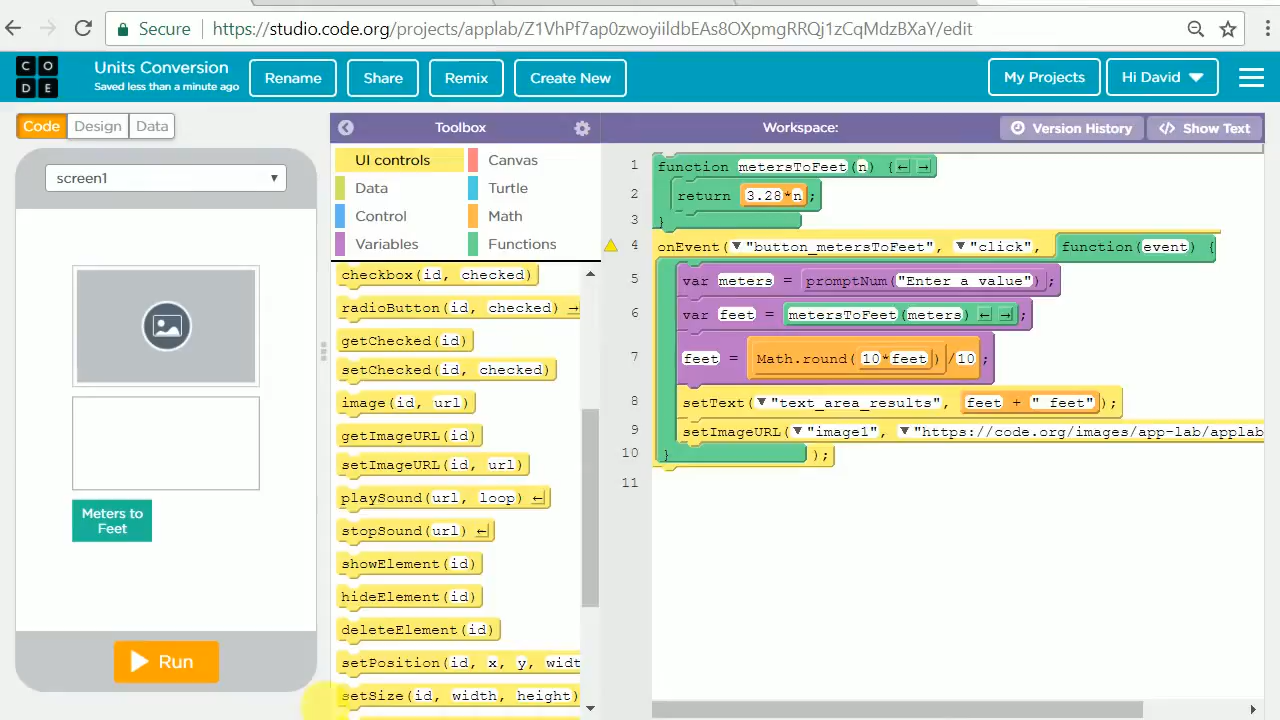 Secure https://studio.code.org/projects/applab/Z1VhPf7ap0zwoyiildbEAs8OXpmgRRQj1zCqMdzBXaY/edit
C O
D E
Units Conversion
Saved less than a minute ago
Rename
Share
Remix
Create New
My Projects
Hi David
Code
Design
Data
Toolbox
Workspace:
Version History
</> Show Text
screen1
Meters to
Feet
Run
UI controls
Canvas
Data
Turtle
Control
Math
Variables
Functions
checkbox(id, checked)
radioButton(id, checked)
getChecked(id)
setChecked(id, checked)
image(id, url)
getImageURL(id)
setImageURL(id, url)
playSound(url, loop)
stopSound(url)
showElement(id)
hideElement(id)
deleteElement(id)
setPosition(id, x, y, widt
setSize(id, width, height)
1 function metersToFeet(n) {
2 return 3.28*n;
3 }
4 onEvent("button_metersToFeet", "click", function(event) {
5 var meters = promptNum("Enter a value");
6 var feet = metersToFeet(meters);
7 feet = Math.round(10*feet)/10;
8 setText("text_area_results", feet + " feet");
9 setImageURL("image1", "https://code.org/images/app-lab/applab
10 });
11